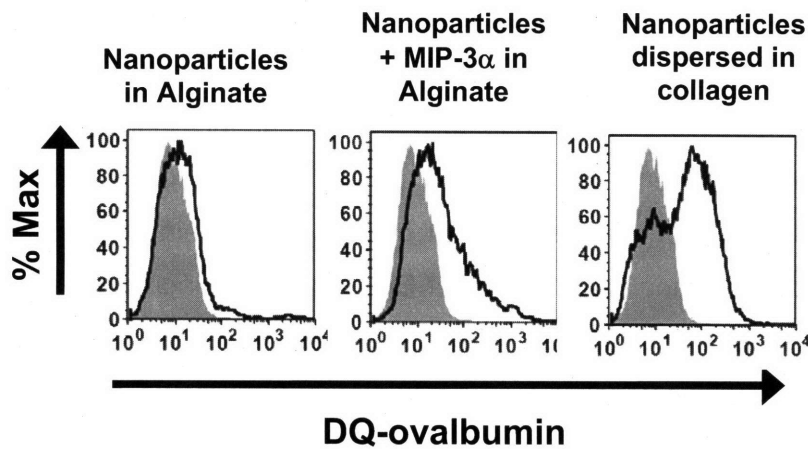 Nanoparticles
in Alginate
Nanoparticles
+ MIP-3α in
Alginate
Nanoparticles
dispersed in
collagen
% Max
100
80
60
40
20
0
10⁰ 10¹ 10² 10³ 10⁴
100
80
60
40
20
0
10⁰ 10¹ 10² 10³
100
80
60
40
20
0
10⁰ 10¹ 10² 10³ 10⁴
DQ-ovalbumin